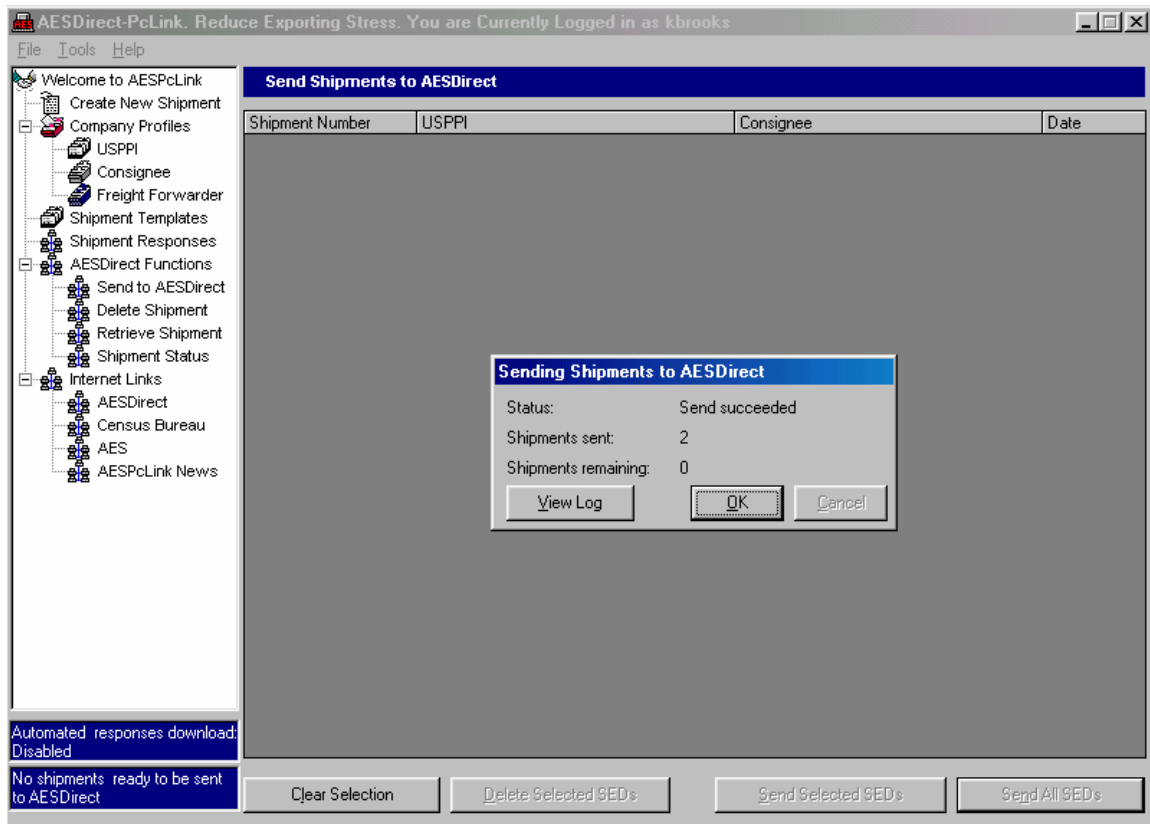 AES
AESDirect-PcLink. Reduce Exporting Stress. You are Currently Logged in as kbrooks
File Tools Help
Welcome to AESPcLink
Create New Shipment
Company Profiles
USPPI
Consignee
Freight Forwarder
Shipment Templates
Shipment Responses
AESDirect Functions
Send to AESDirect
Delete Shipment
Retrieve Shipment
Shipment Status
Internet Links
AESDirect
Census Bureau
AES
AESPcLink News
Automated responses download:
Disabled
No shipments ready to be sent
to AESDirect
Send Shipments to AESDirect
Shipment Number USPPI Consignee Date
Sending Shipments to AESDirect
Status: Send succeeded
Shipments sent: 2
Shipments remaining: 0
View Log OK Cancel
Clear Selection Delete Selected SEDs Send Selected SEDs Send All SEDs